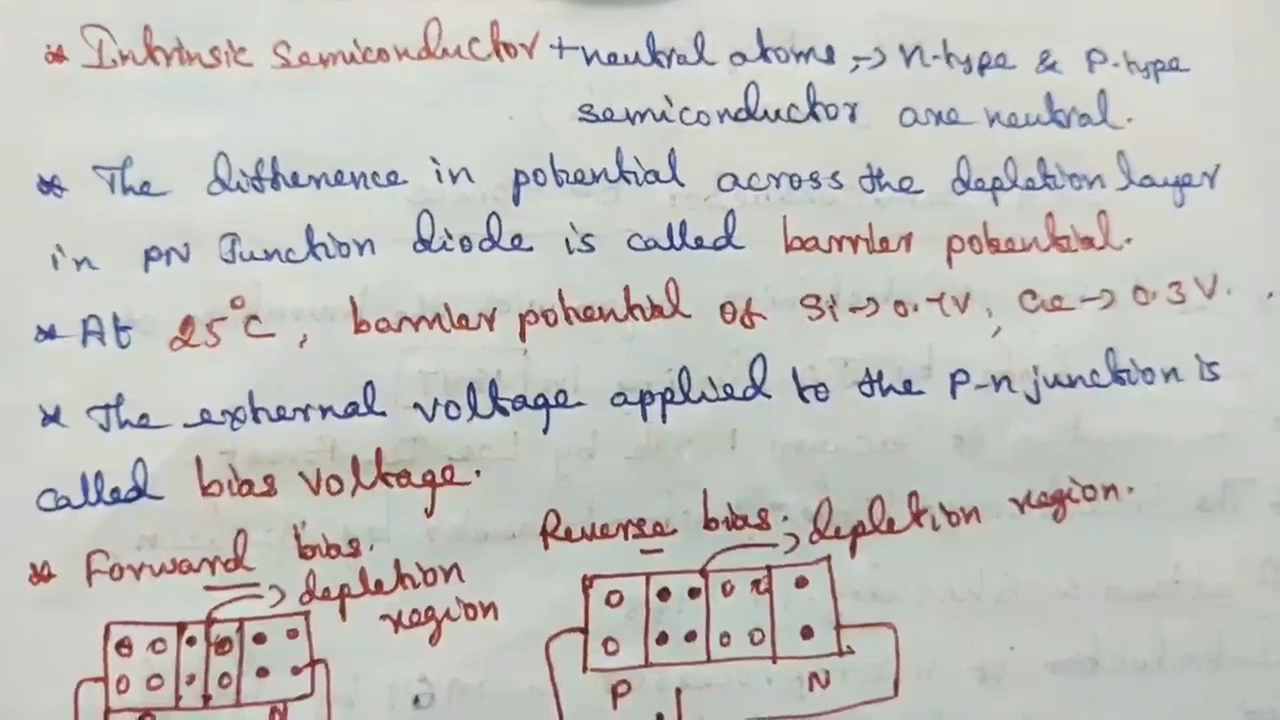 * Intrinsic Semiconductor + neutral atoms, → n-type & P-type
semiconductor are neutral.
* The difference in potential across the depletion layer
in PN Junction diode is called barrier potential.
* At 25°C, barrier potential of Si → 0.7V, Ge → 0.3V.
* The external voltage applied to the P-n junction is
called bias voltage.
* Forward bias.
→ depletion
region
Reverse bias. → depletion region.
P N
N